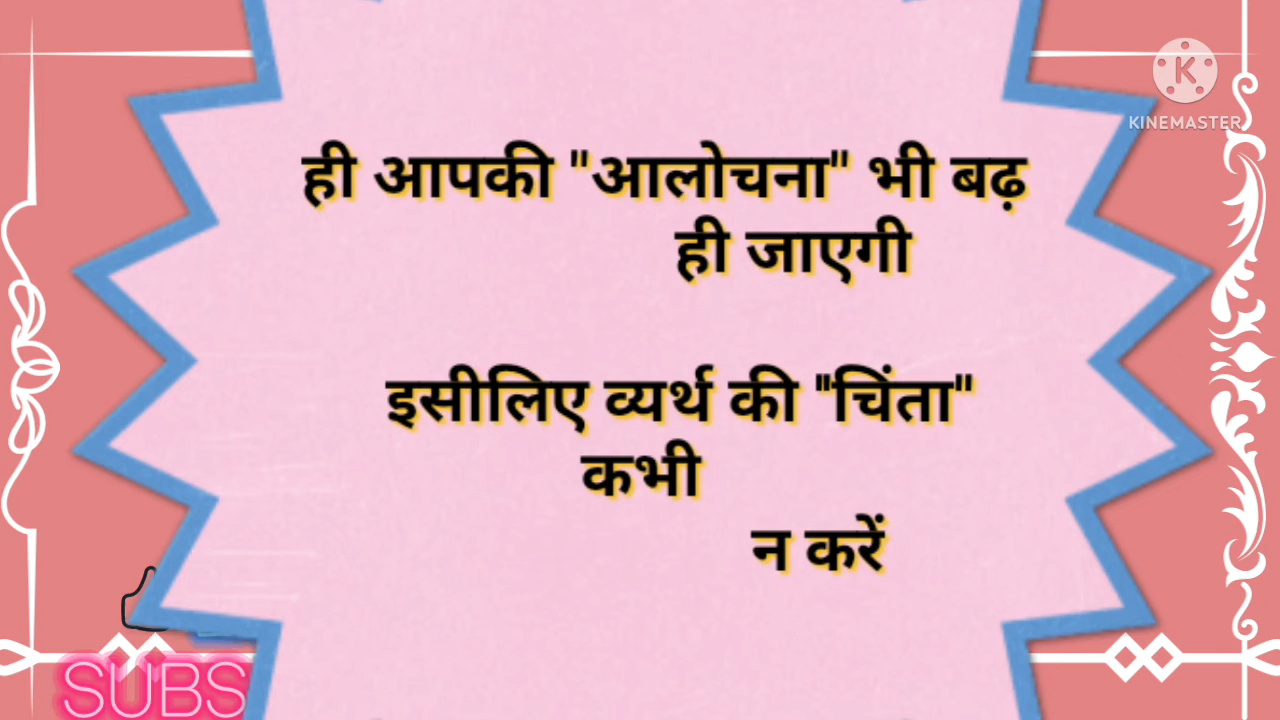 KINEMASTER
ही आपकी "आलोचना" भी बढ़
ही जाएगी
इसीलिए व्यर्थ की "चिंता"
कभी
न करें
SUBS